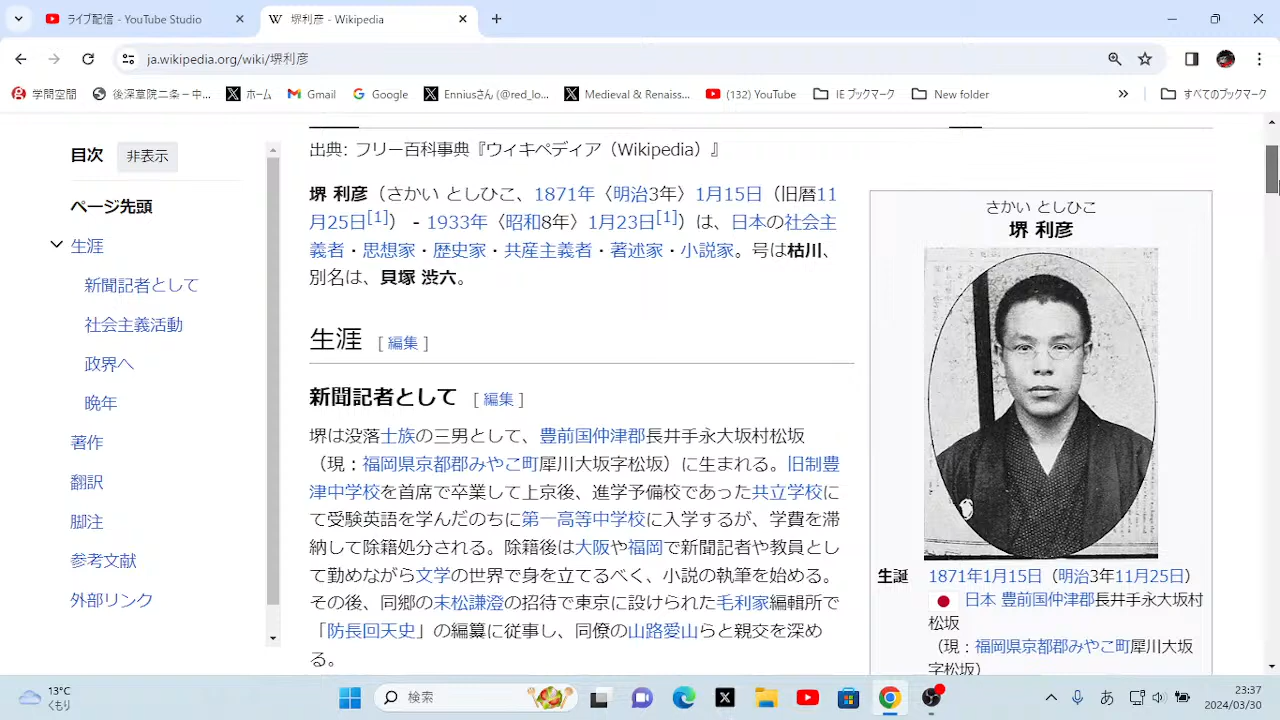 ライブ配信 - YouTube Studio
堺利彦 - Wikipedia
ja.wikipedia.org/wiki/堺利彦
学問空間
後深草院二条－中...
ホーム
Gmail
Google
Enniusさん (@red_lo...
Medieval & Renaiss...
(132) YouTube
IE ブックマーク
New folder
すべてのブックマーク
目次
非表示
ページ先頭
生涯
新聞記者として
社会主義活動
政界へ
晩年
著作
翻訳
脚注
参考文献
外部リンク
出典: フリー百科事典『ウィキペディア（Wikipedia）』
堺 利彦（さかい としひこ、1871年〈明治3年〉1月15日（旧暦11
月25日[1]） - 1933年〈昭和8年〉1月23日[1]）は、日本の社会主
義者・思想家・歴史家・共産主義者・著述家・小説家。号は枯川、
別名は、貝塚 渋六。
生涯 [ 編集 ]
新聞記者として [ 編集 ]
堺は没落士族の三男として、豊前国仲津郡長井手永大坂村松坂
（現：福岡県京都郡みやこ町犀川大坂字松坂）に生まれる。旧制豊
津中学校を首席で卒業して上京後、進学予備校であった共立学校に
て受験英語を学んだのちに第一高等中学校に入学するが、学費を滞
納して除籍処分される。除籍後は大阪や福岡で新聞記者や教員とし
て勤めながら文学の世界で身を立てるべく、小説の執筆を始める。
その後、同郷の末松謙澄の招待で東京に設けられた毛利家編輯所で
「防長回天史」の編纂に従事し、同僚の山路愛山らと親交を深め
る。
さかい としひこ
堺 利彦
生誕
1871年1月15日（明治3年11月25日）
日本 豊前国仲津郡長井手永大坂村
松坂
（現：福岡県京都郡みやこ町犀川大坂
字松坂）
13°C
くもり
検索
あ
23:37
2024/03/30